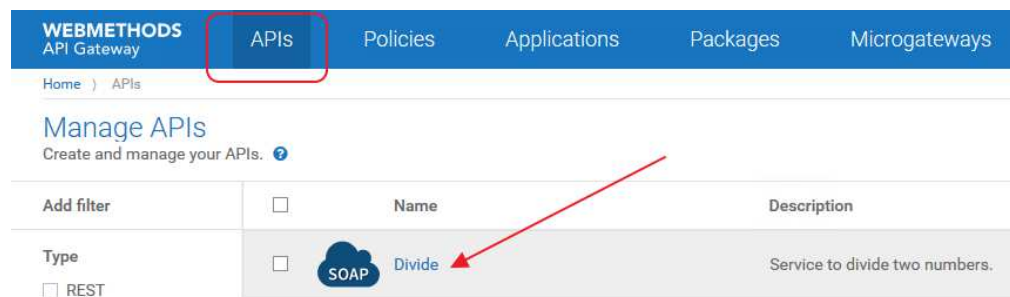 WEBMETHODS
API Gateway
APIs
Policies
Applications
Packages
Microgateways
Home ) APIs
Manage APIs
Create and manage your APIs. ?
Add filter
Name
Description
Type
SOAP
Divide
Service to divide two numbers.
REST